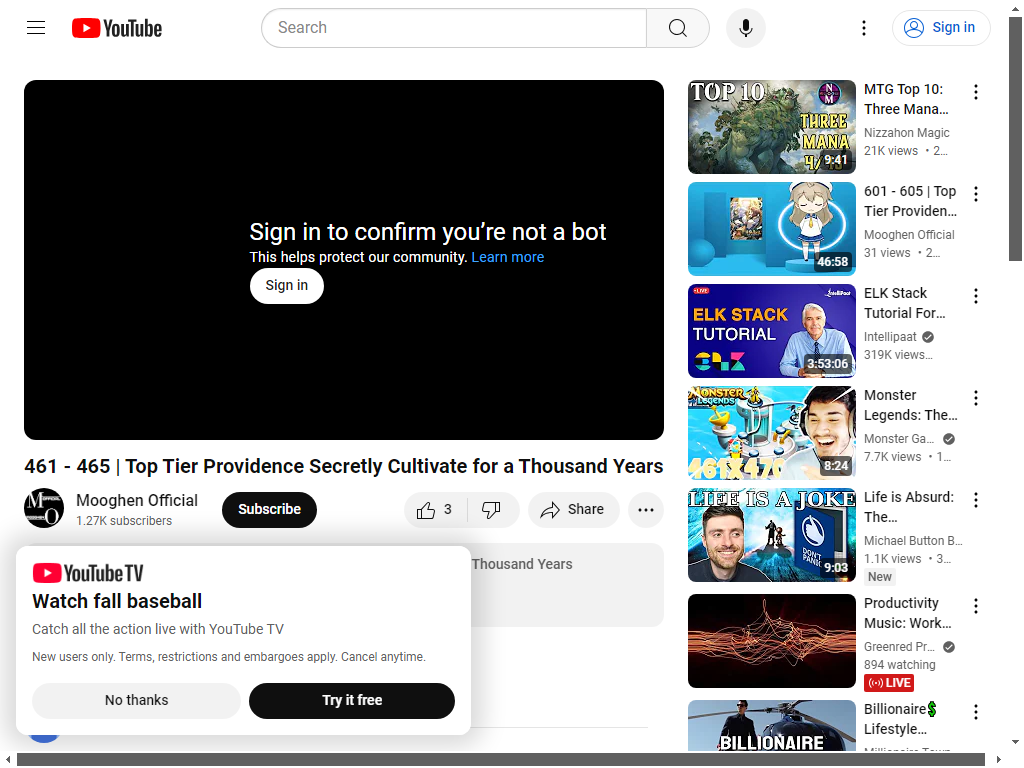 YouTube
Search
Sign in
Sign in to confirm you’re not a bot
This helps protect our community. Learn more
Sign in
461 - 465 | Top Tier Providence Secretly Cultivate for a Thousand Years
Mooghen Official
1.27K subscribers
Subscribe
3
Share
Thousand Years
YouTube TV
Watch fall baseball
Catch all the action live with YouTube TV
New users only. Terms, restrictions and embargoes apply. Cancel anytime.
No thanks
Try it free
TOP 10
NM
THREE
MANA
9:41
MTG Top 10:
Three Mana…
Nizzahon Magic
21K views • 2…
46:58
601 - 605 | Top
Tier Providen…
Mooghen Official
31 views • 2…
LIVE
IntelliPaat
ELK STACK
TUTORIAL
3:53:06
ELK Stack
Tutorial For…
Intellipaat
319K views…
MONSTER
LEGENDS
461X470
8:24
Monster
Legends: The…
Monster Ga…
7.7K views • 1…
LIFE IS A JOKE
DON'T
PANIC
9:03
Life is Absurd:
The…
Michael Button B…
1.1K views • 3…
New
Productivity
Music: Work…
Greenred Pr…
894 watching
LIVE
BILLIONAIRE
Billionaire💲
Lifestyle…